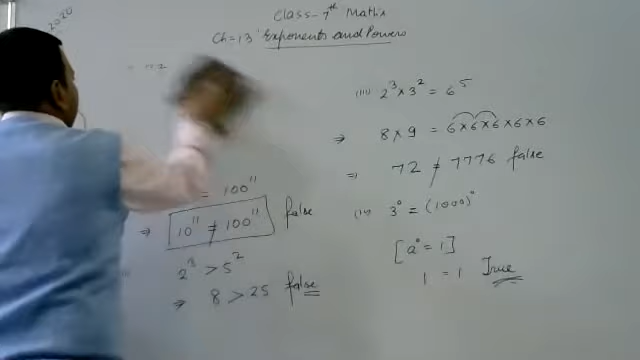 Class - 7th Maths
Ch-13 Exponents and Powers
2020
= 100¹¹
⇒ 10¹¹ ≠ 100¹¹ false
2³ > 5²
⇒ 8 > 25 false
(iii) 2³ × 3² = 6⁵
⇒ 8 × 9 = 6×6×6×6×6
= 72 ≠ 7776 false
(iv) 3⁰ = (1000)⁰
[a⁰ = 1]
1 = 1 True